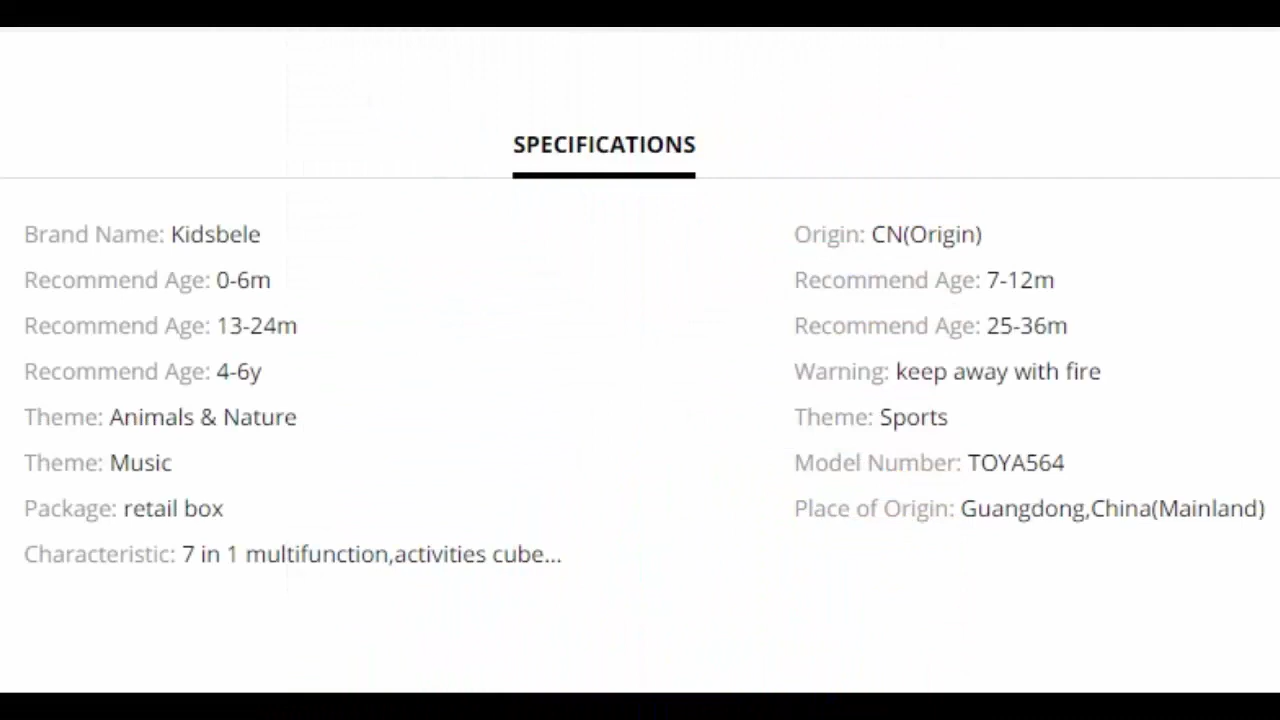 SPECIFICATIONS
Brand Name: Kidsbele
Origin: CN(Origin)
Recommend Age: 0-6m
Recommend Age: 7-12m
Recommend Age: 13-24m
Recommend Age: 25-36m
Recommend Age: 4-6y
Warning: keep away with fire
Theme: Animals & Nature
Theme: Sports
Theme: Music
Model Number: TOYA564
Package: retail box
Place of Origin: Guangdong,China(Mainland)
Characteristic: 7 in 1 multifunction,activities cube...